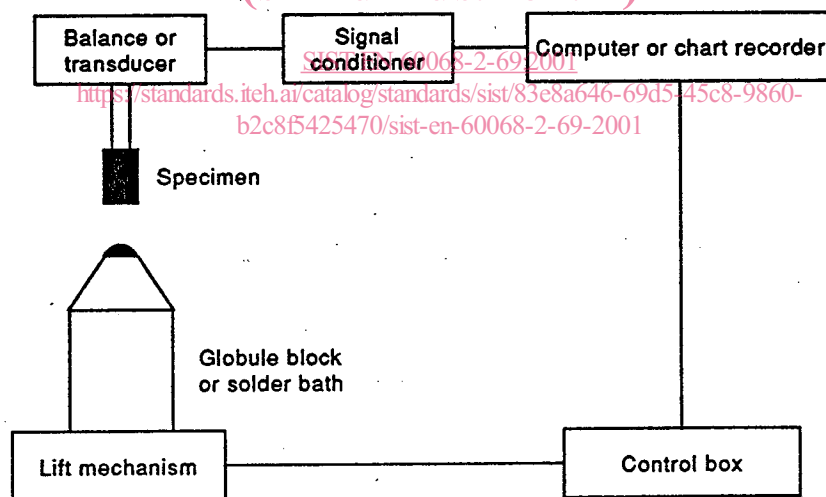 Balance or
transducer
Signal
conditioner
Computer or chart recorder
SIST EN 60068-2-69:2001
https://standards.iteh.ai/catalog/standards/sist/83e8a646-69d5-45c8-9860-
b2c8f5425470/sist-en-60068-2-69-2001
Specimen
Globule block
or solder bath
Lift mechanism
Control box